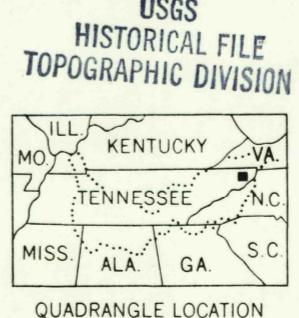 USGS
HISTORICAL FILE
TOPOGRAPHIC DIVISION
ILL.
MO.
KENTUCKY
VA.
TENNESSEE
N.C.
MISS.
ALA.
GA.
S.C.
QUADRANGLE LOCATION